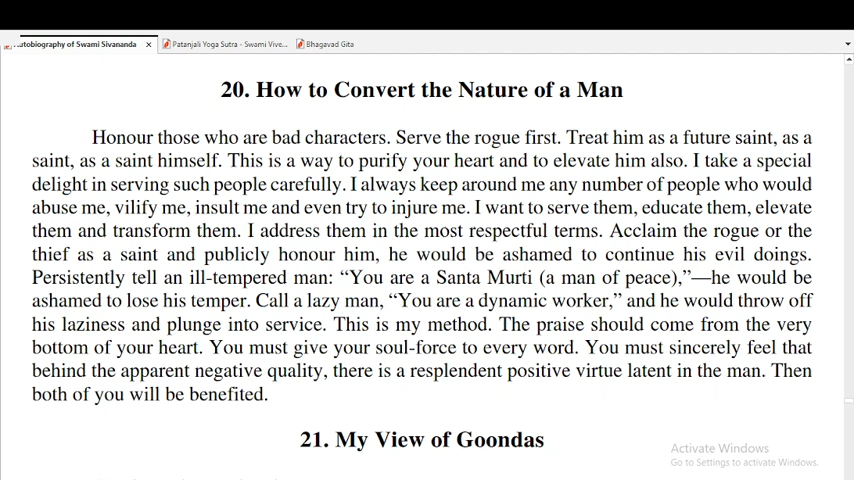 utobiography of Swami Sivananda
Patanjali Yoga Sutra - Swami Vive...
Bhagavad Gita
20. How to Convert the Nature of a Man
Honour those who are bad characters. Serve the rogue first. Treat him as a future saint, as a
saint, as a saint himself. This is a way to purify your heart and to elevate him also. I take a special
delight in serving such people carefully. I always keep around me any number of people who would
abuse me, vilify me, insult me and even try to injure me. I want to serve them, educate them, elevate
them and transform them. I address them in the most respectful terms. Acclaim the rogue or the
thief as a saint and publicly honour him, he would be ashamed to continue his evil doings.
Persistently tell an ill-tempered man: “You are a Santa Murti (a man of peace),”—he would be
ashamed to lose his temper. Call a lazy man, “You are a dynamic worker,” and he would throw off
his laziness and plunge into service. This is my method. The praise should come from the very
bottom of your heart. You must give your soul-force to every word. You must sincerely feel that
behind the apparent negative quality, there is a resplendent positive virtue latent in the man. Then
both of you will be benefited.
21. My View of Goondas
Activate Windows
Go to Settings to activate Windows.